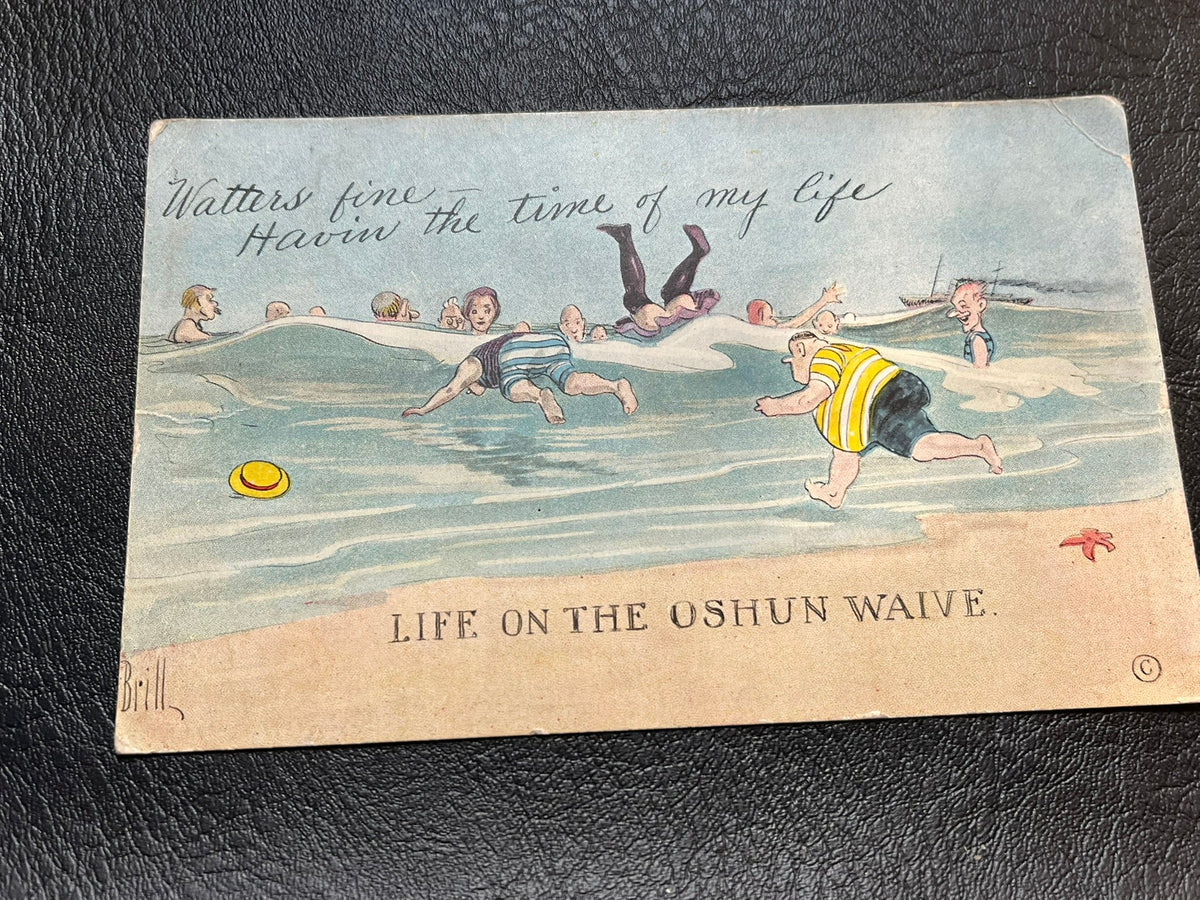 Watters fine –
Havin the time of my life
LIFE ON THE OSHUN WAIVE.
Brill
©